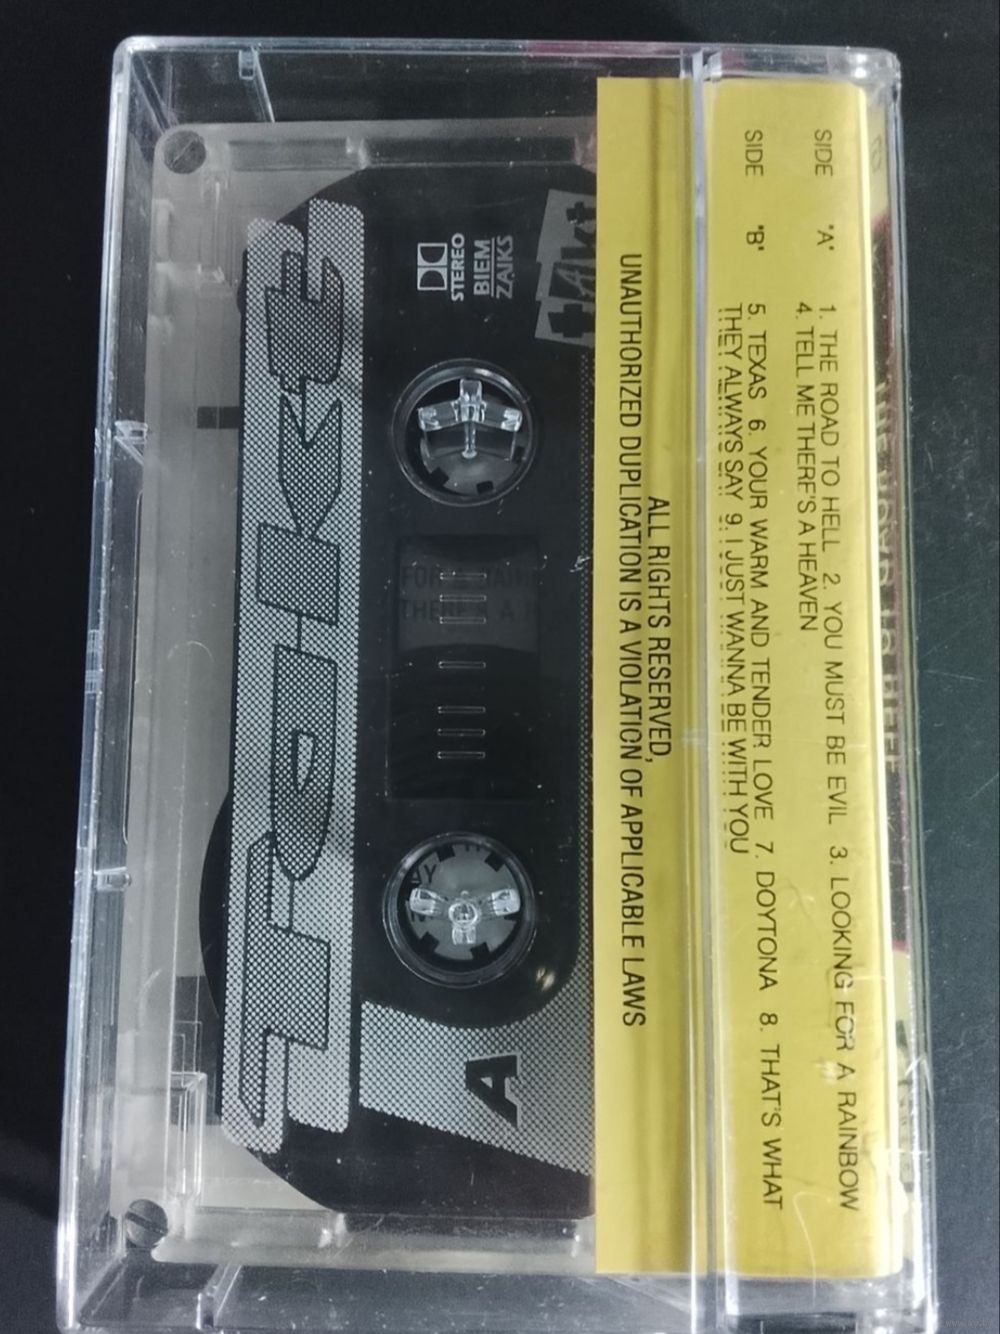 SIDE "A" 1. THE ROAD TO HELL 2. YOU MUST BE EVIL 3. LOOKING FOR A RAINBOW
4. TELL ME THERE'S A HEAVEN
SIDE "B" 5. TEXAS 6. YOUR WARM AND TENDER LOVE 7. DOYTONA 8. THAT'S WHAT
THEY ALWAYS SAY 9. I JUST WANNA BE WITH YOU
ALL RIGHTS RESERVED,
UNAUTHORIZED DUPLICATION IS A VIOLATION OF APPLICABLE LAWS
TAKT
ZAiKS
BIEM
STEREO
A
TAKT